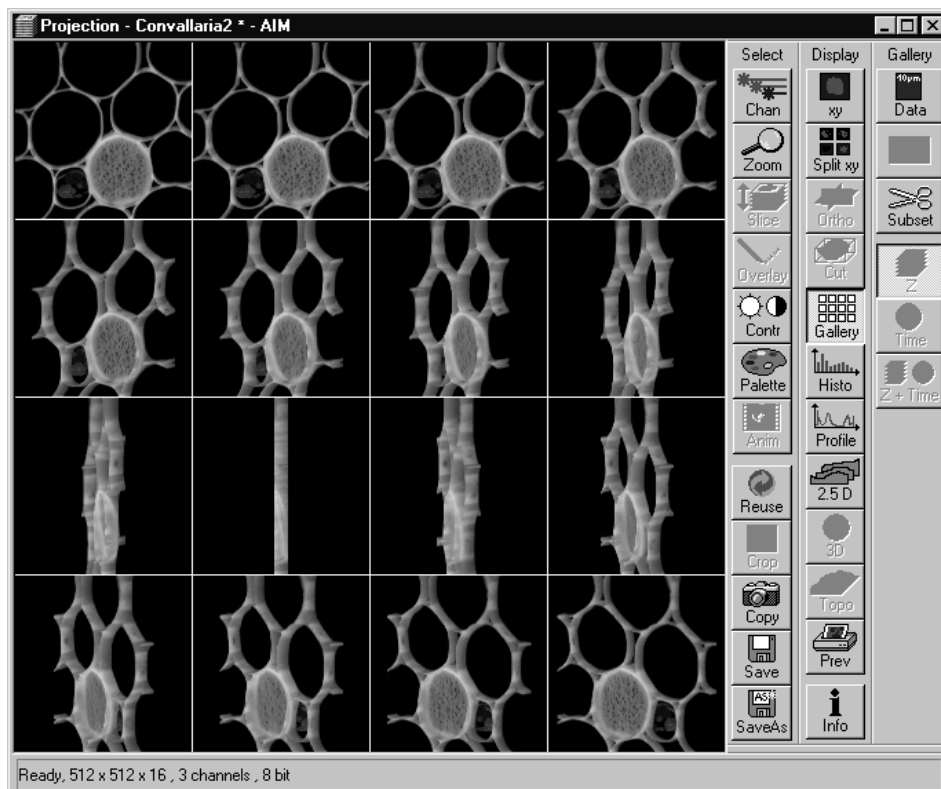 Projection - Convallaria2 * - AIM
Select
Chan
Zoom
Slice
Overlay
Contr
Palette
Anim
Reuse
Crop
Copy
Save
AS
SaveAs
Display
xy
Split xy
Ortho
Cut
Gallery
Histo
Profile
2.5 D
3D
Topo
Prev
i
Info
Gallery
10µm
Data
Subset
Z
Time
Z + Time
Ready, 512 x 512 x 16 , 3 channels , 8 bit